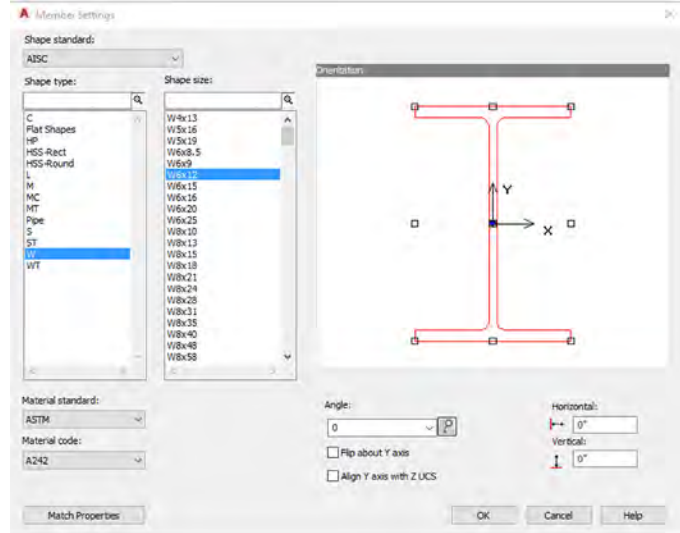 A Member Settings
Shape standard:
AISC
Shape type:
Shape size:
Orientation
C
Flat Shapes
HP
HSS-Rect
HSS-Round
L
M
MC
MT
Pipe
S
ST
W
WT
W4x13
W5x16
W5x19
W6x8.5
W6x9
W6x12
W6x15
W6x16
W6x20
W6x25
W8x10
W8x13
W8x15
W8x18
W8x21
W8x24
W8x28
W8x31
W8x35
W8x40
W8x48
W8x58
Y
X
Material standard:
ASTM
Material code:
A242
Angle:
0
Flip about Y axis
Align Y axis with Z UCS
Horizontal:
0"
Vertical:
0"
Match Properties
OK
Cancel
Help